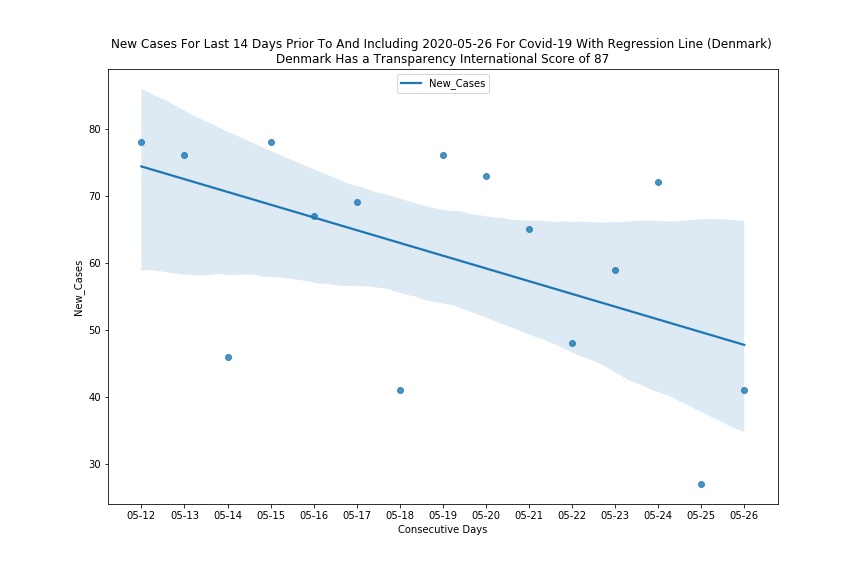 New Cases For Last 14 Days Prior To And Including 2020-05-26 For Covid-19 With Regression Line (Denmark)
Denmark Has a Transparency International Score of 87
New_Cases
80
70
60
50
40
30
New_Cases
05-12 05-13 05-14 05-15 05-16 05-17 05-18 05-19 05-20 05-21 05-22 05-23 05-24 05-25 05-26
Consecutive Days